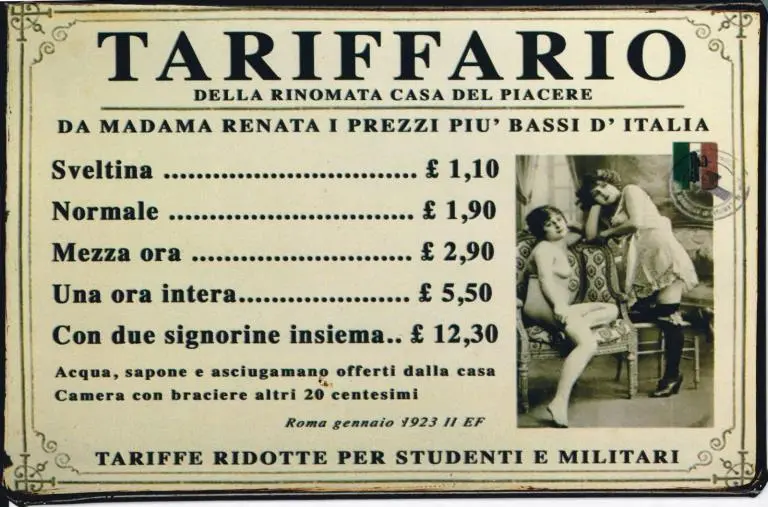 TARIFFARIO
DELLA RINOMATA CASA DEL PIACERE
DA MADAMA RENATA I PREZZI PIU' BASSI D' ITALIA
Sveltina ................................ £ 1,10
Normale ............................... £ 1,90
Mezza ora ............................ £ 2,90
Una ora intera...................... £ 5,50
Con due signorine insieme.. £ 12,30
Acqua, sapone e asciugamano offerti dalla casa
Camera con braciere altri 20 centesimi
Roma gennaio 1923 II EF
TARIFFE RIDOTTE PER STUDENTI E MILITARI